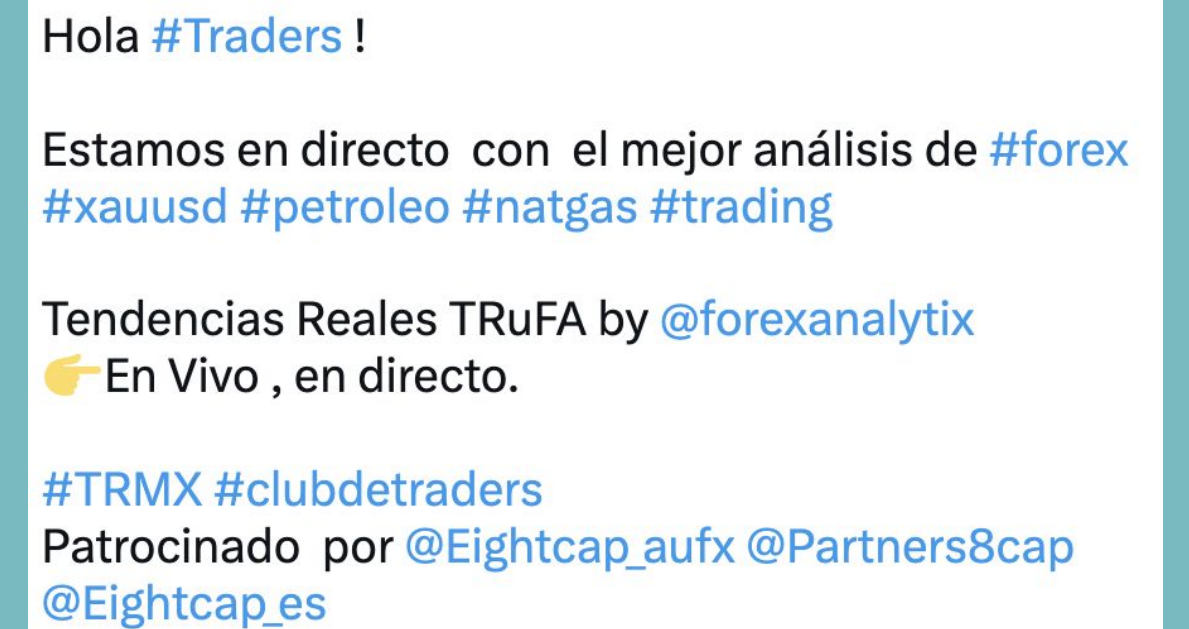 Hola #Traders !
Estamos en directo  con  el mejor análisis de #forex
#xauusd #petroleo #natgas #trading
Tendencias Reales TRuFA by @forexanalytix
👉En Vivo , en directo.
#TRMX #clubdetraders
Patrocinado  por @Eightcap_aufx @Partners8cap
@Eightcap_es